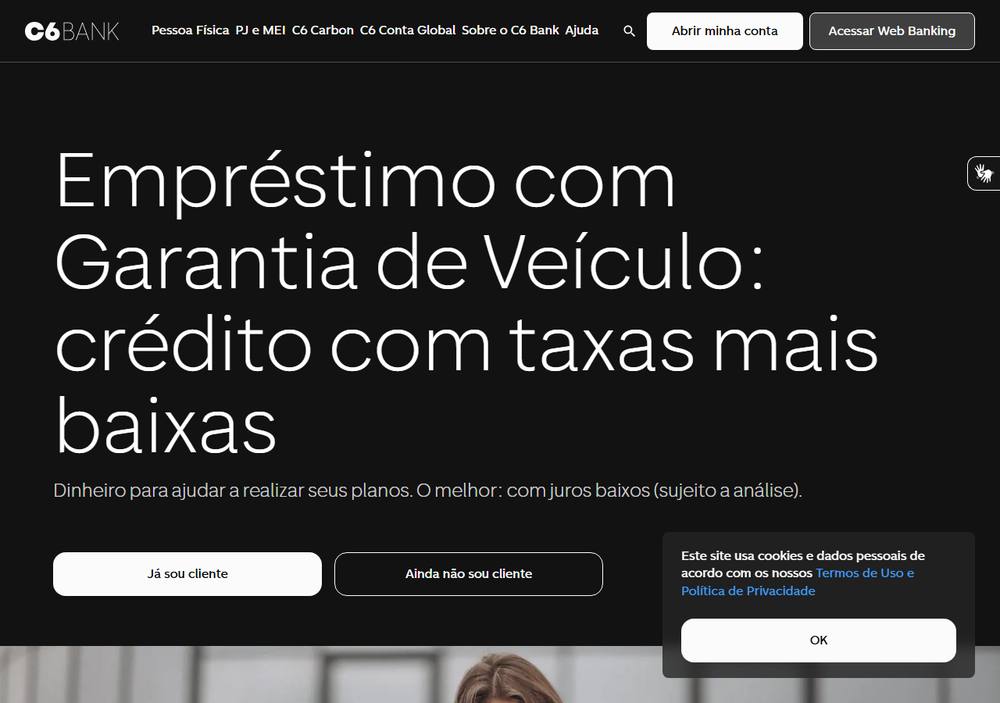 C6BANK
Pessoa Física PJ e MEI C6 Carbon C6 Conta Global Sobre o C6 Bank Ajuda
Abrir minha conta
Acessar Web Banking
Empréstimo com
Garantia de Veículo:
crédito com taxas mais
baixas
Dinheiro para ajudar a realizar seus planos. O melhor: com juros baixos (sujeito a análise).
Já sou cliente
Ainda não sou cliente
Este site usa cookies e dados pessoais de
acordo com os nossos Termos de Uso e
Política de Privacidade
OK